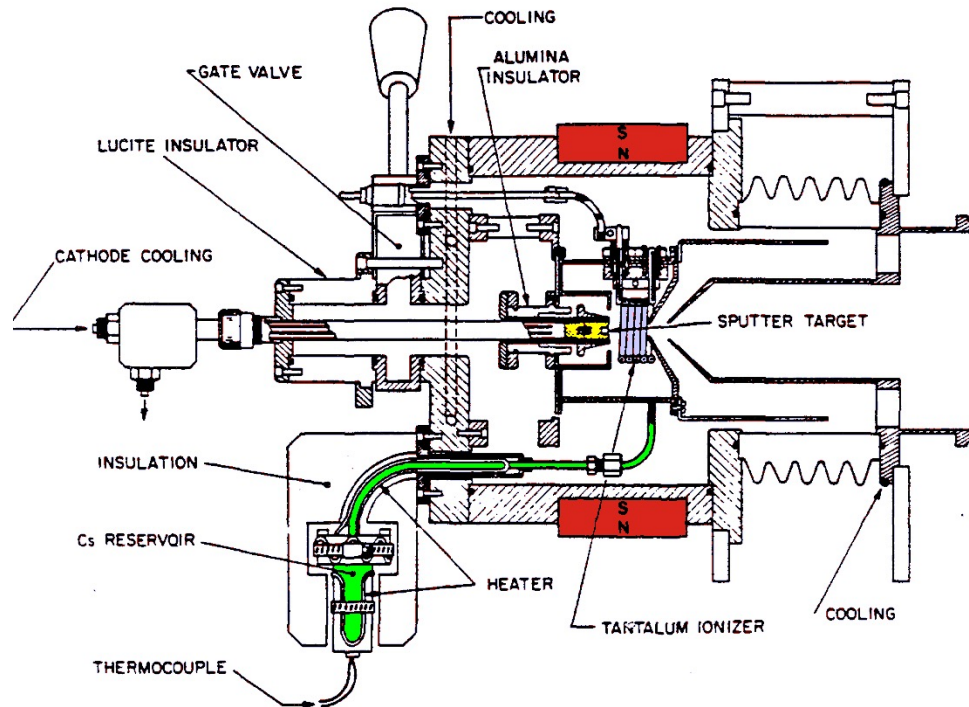 COOLING
ALUMINA
INSULATOR
GATE VALVE
LUCITE INSULATOR
S
N
CATHODE COOLING
SPUTTER TARGET
INSULATION
S
N
Cs RESERVOIR
HEATER
COOLING
TANTALUM IONIZER
THERMOCOUPLE